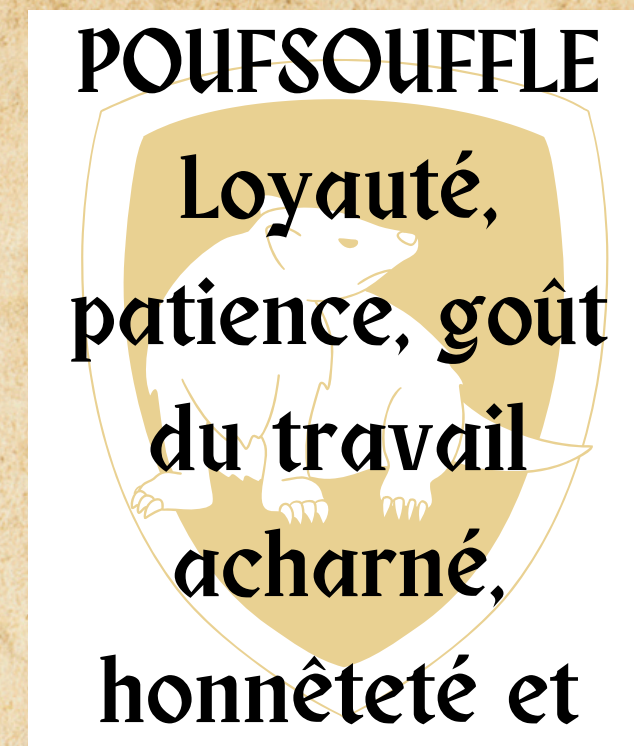 POUFSOUFFLE
Loyauté,
patience, goût
du travail
acharné,
honnêteté et